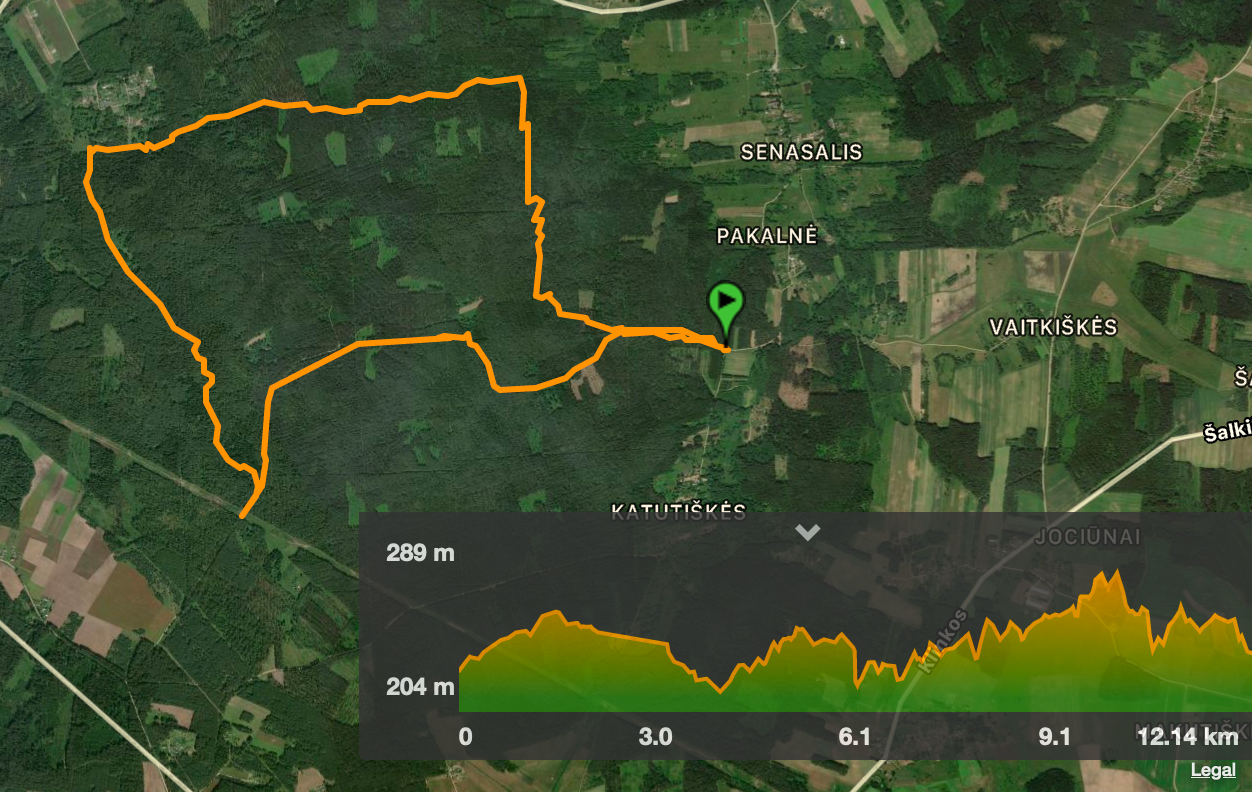 SENASALIS
PAKALNĖ
VAITKIŠKĖS
Šalki
KATUTIŠKĖS
JOCIŪNAI
289 m
204 m
0
3.0
6.1
9.1
12.14 km
Legal